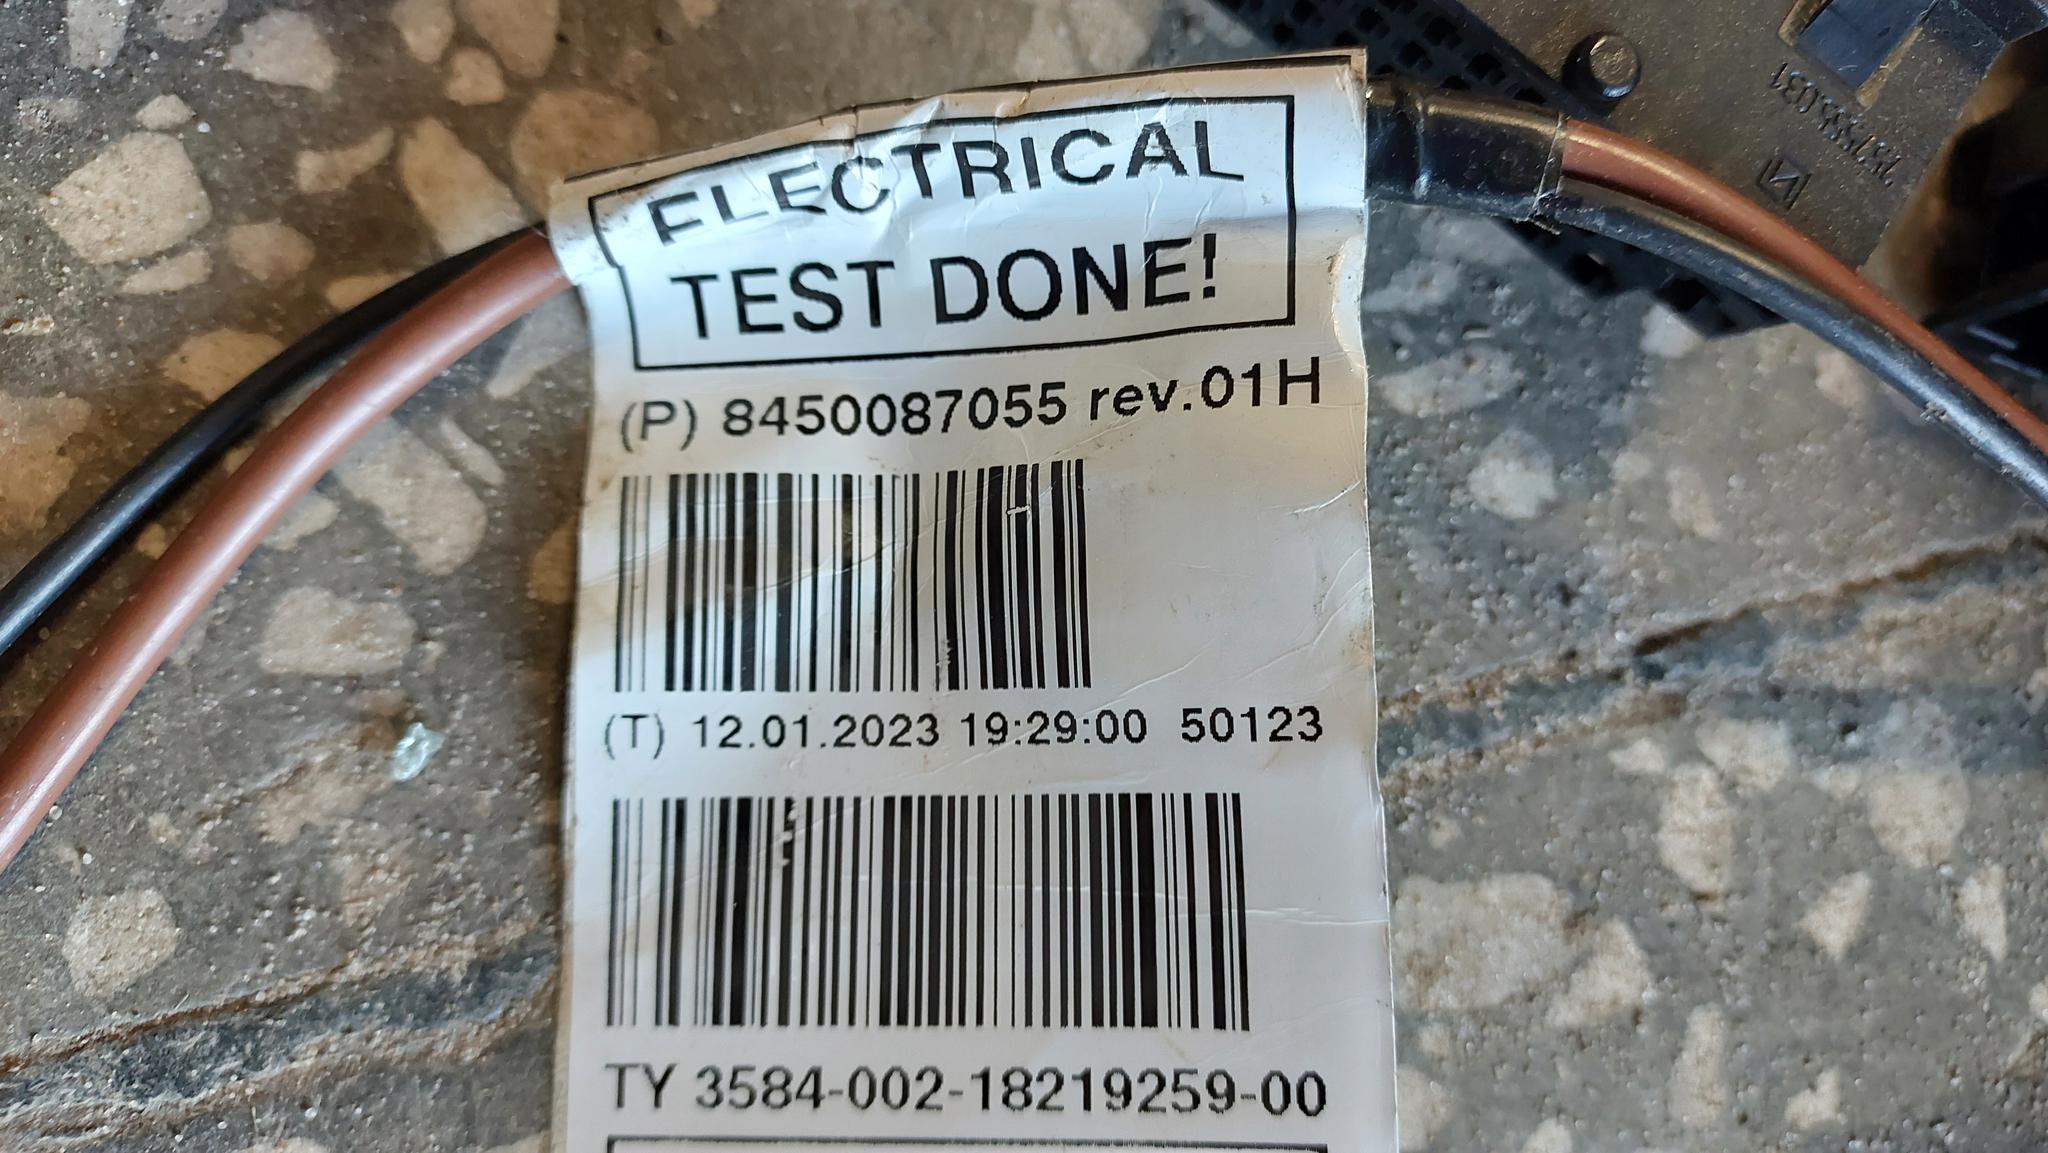 ELECTRICAL
TEST DONE!
(P) 8450087055 rev.01H
(T) 12.01.2023 19:29:00 50123
TY 3584-002-18219259-00